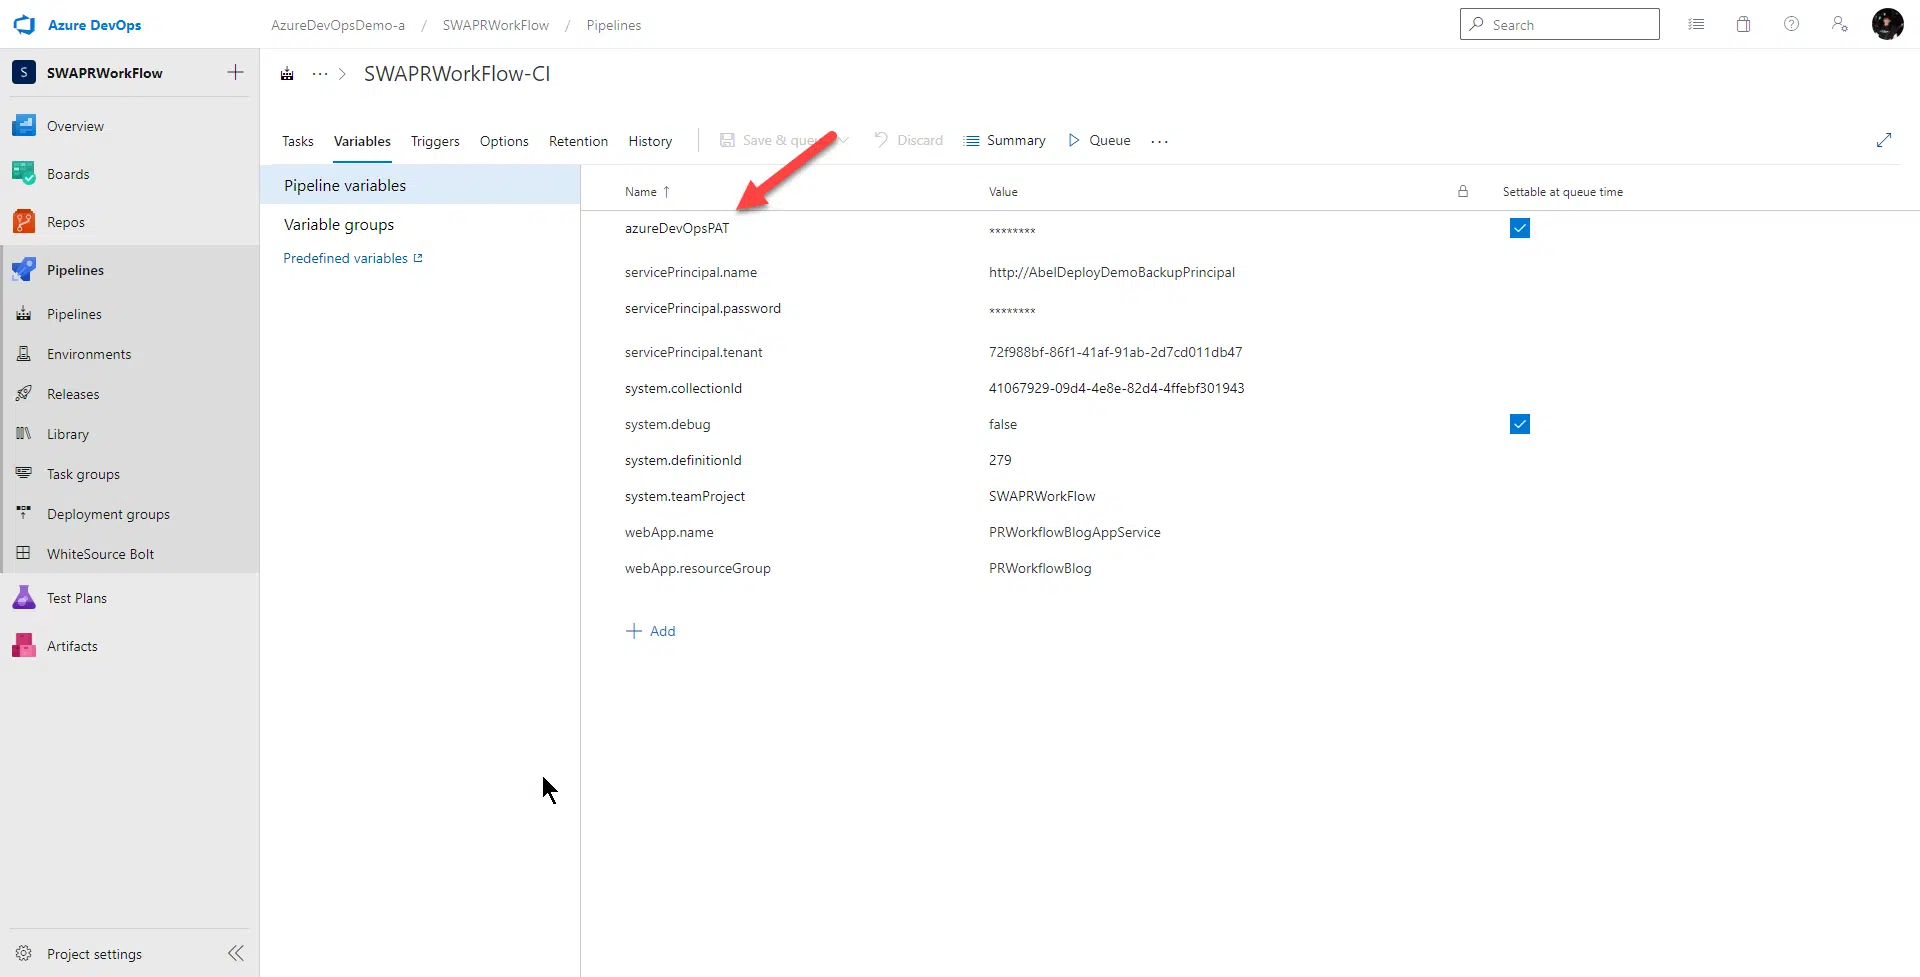 Azure DevOps
AzureDevOpsDemo-a / SWAPRWorkFlow / Pipelines
Search
S SWAPRWorkFlow
··· > SWAPRWorkFlow-CI
Overview
Boards
Repos
Pipelines
Pipelines
Environments
Releases
Library
Task groups
Deployment groups
WhiteSource Bolt
Test Plans
Artifacts
Project settings
Tasks Variables Triggers Options Retention History Save & que Discard Summary Queue ···
Pipeline variables
Variable groups
Predefined variables
Name ↑ Value Settable at queue time
azureDevOpsPAT ********
servicePrincipal.name http://AbelDeployDemoBackupPrincipal
servicePrincipal.password ********
servicePrincipal.tenant 72f988bf-86f1-41af-91ab-2d7cd011db47
system.collectionId 41067929-09d4-4e8e-82d4-4ffebf301943
system.debug false
system.definitionId 279
system.teamProject SWAPRWorkFlow
webApp.name PRWorkflowBlogAppService
webApp.resourceGroup PRWorkflowBlog
+ Add